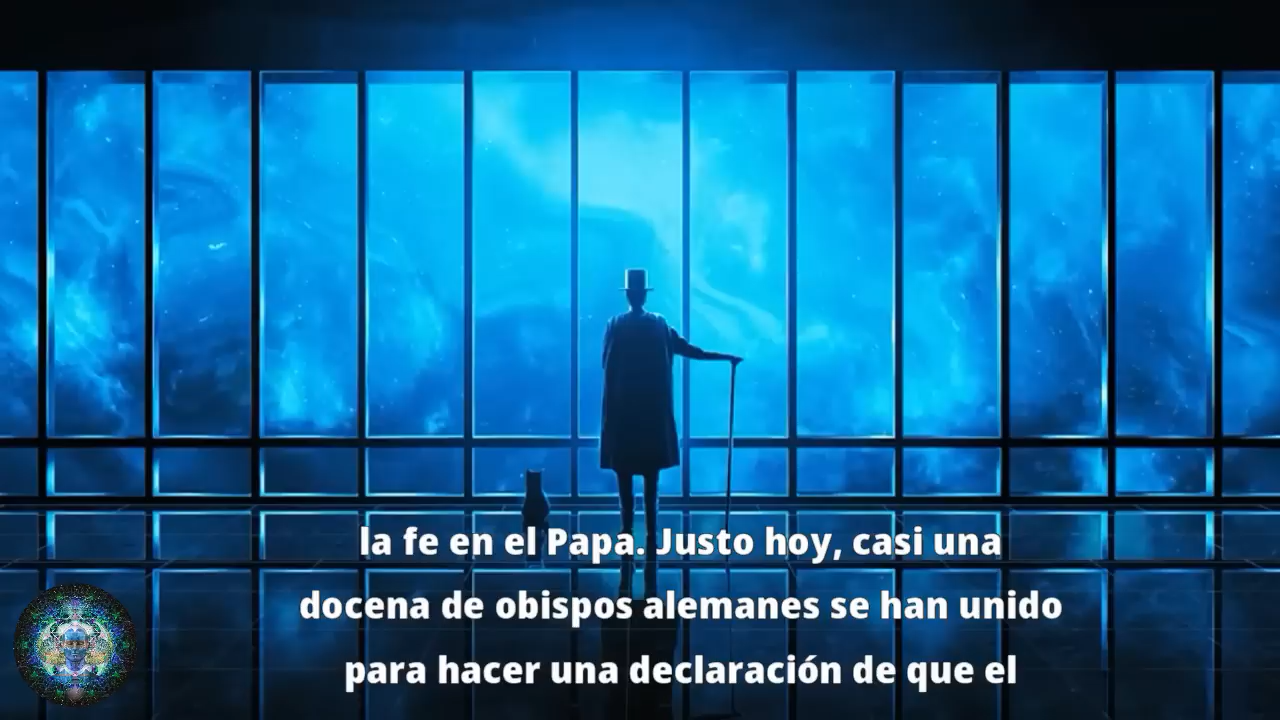 la fe en el Papa. Justo hoy, casi una
docena de obispos alemanes se han unido
para hacer una declaración de que el